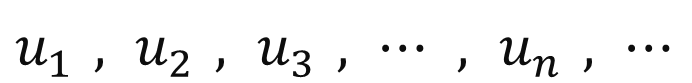 u₁ , u₂ , u₃ , ⋯ , uₙ , ⋯